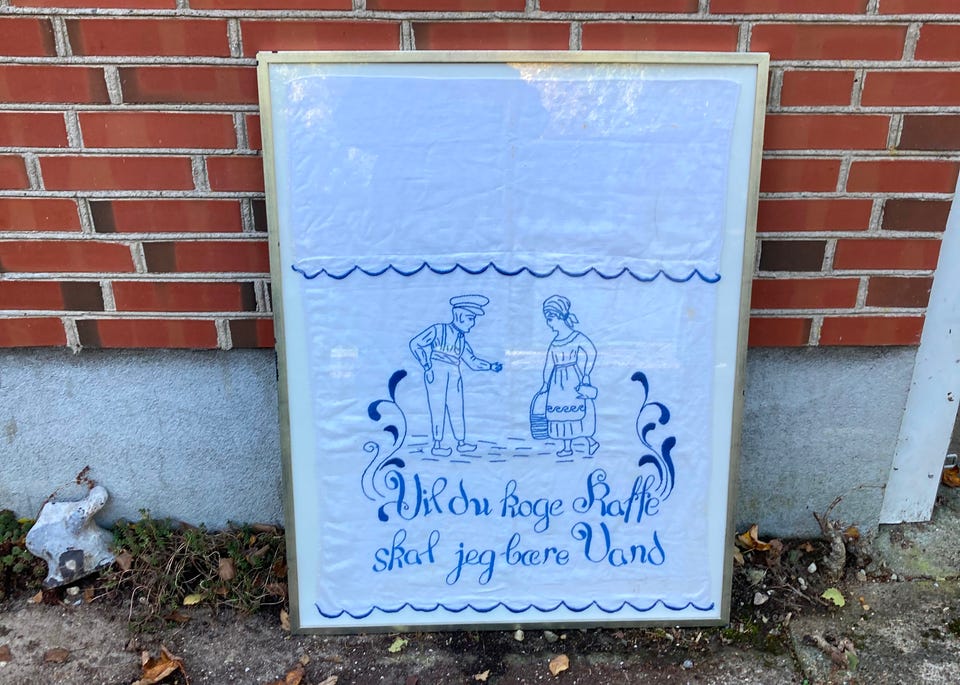 Vil du koge Kaffe
skal jeg bære Vand